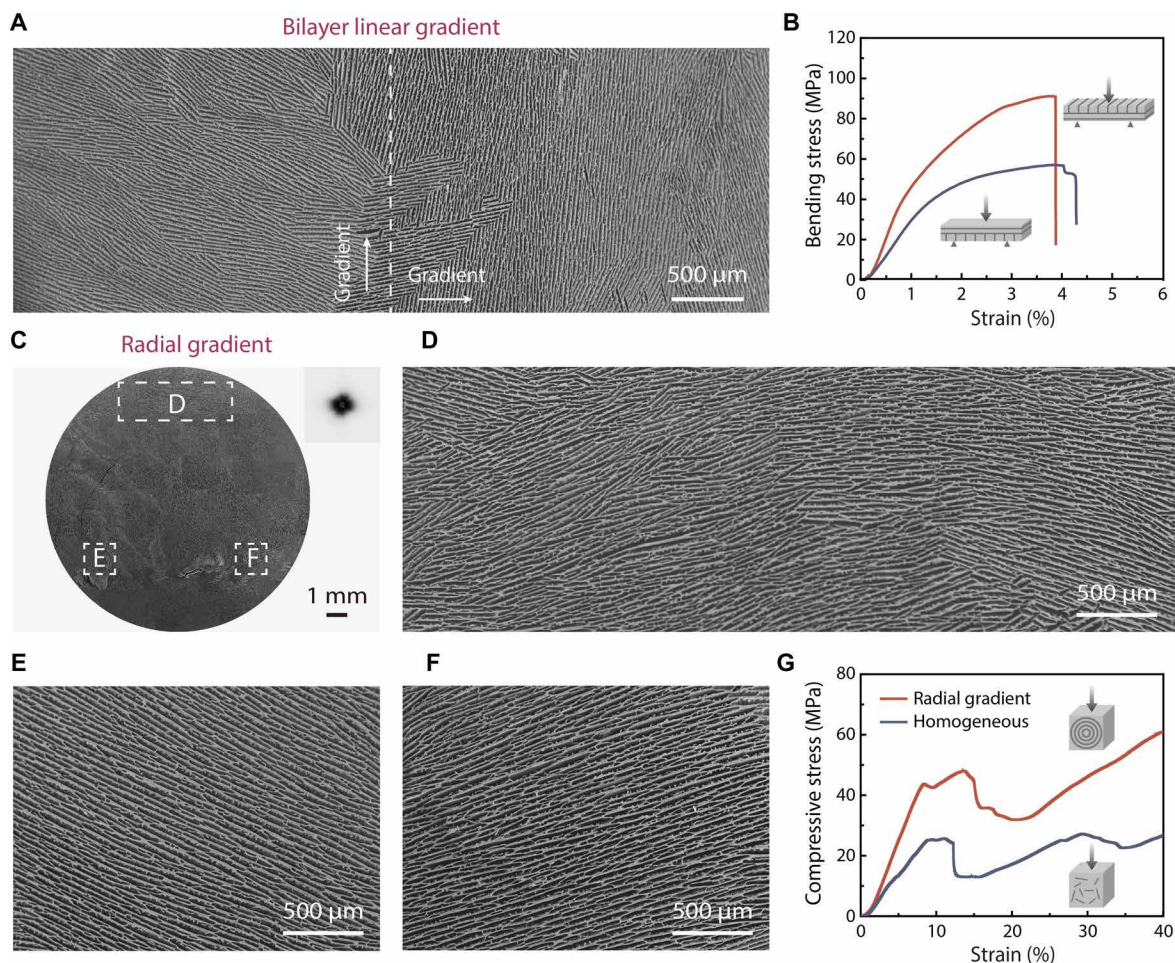 A
Bilayer linear gradient
Gradient
Gradient
500 µm
B
Bending stress (MPa)
120
100
80
60
40
20
0
0 1 2 3 4 5 6
Strain (%)
C
Radial gradient
D
E
F
1 mm
D
500 µm
E
500 µm
F
500 µm
G
Compressive stress (MPa)
80
60
40
20
0
Radial gradient
Homogeneous
0 10 20 30 40
Strain (%)